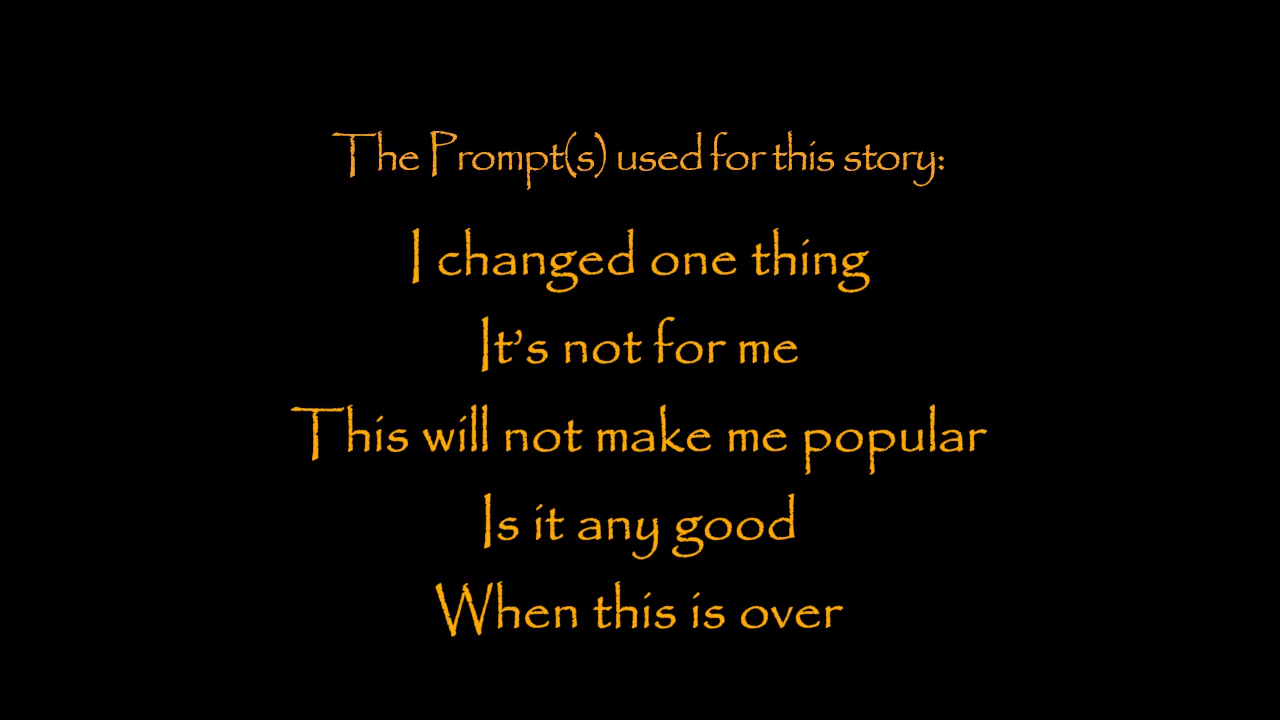 The Prompt(s) used for this story:
I changed one thing
It’s not for me
This will not make me popular
Is it any good
When this is over